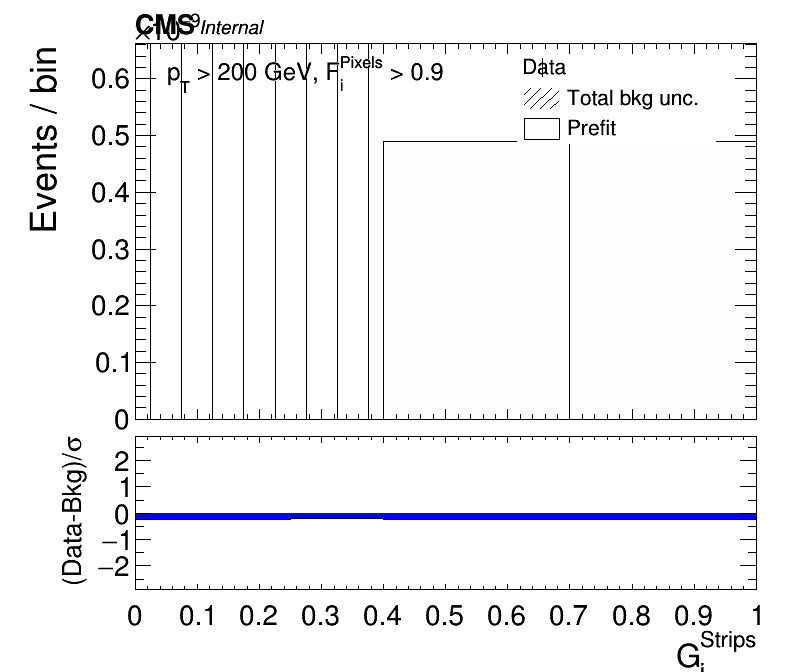 CMS Internal
×10⁻⁹
Events / bin
p_T > 200 GeV, F_i^Pixels > 0.9
Data
Total bkg unc.
Prefit
0.6
0.5
0.4
0.3
0.2
0.1
0
(Data-Bkg)/σ
2
1
0
−1
−2
0 0.1 0.2 0.3 0.4 0.5 0.6 0.7 0.8 0.9 1
G_i^Strips